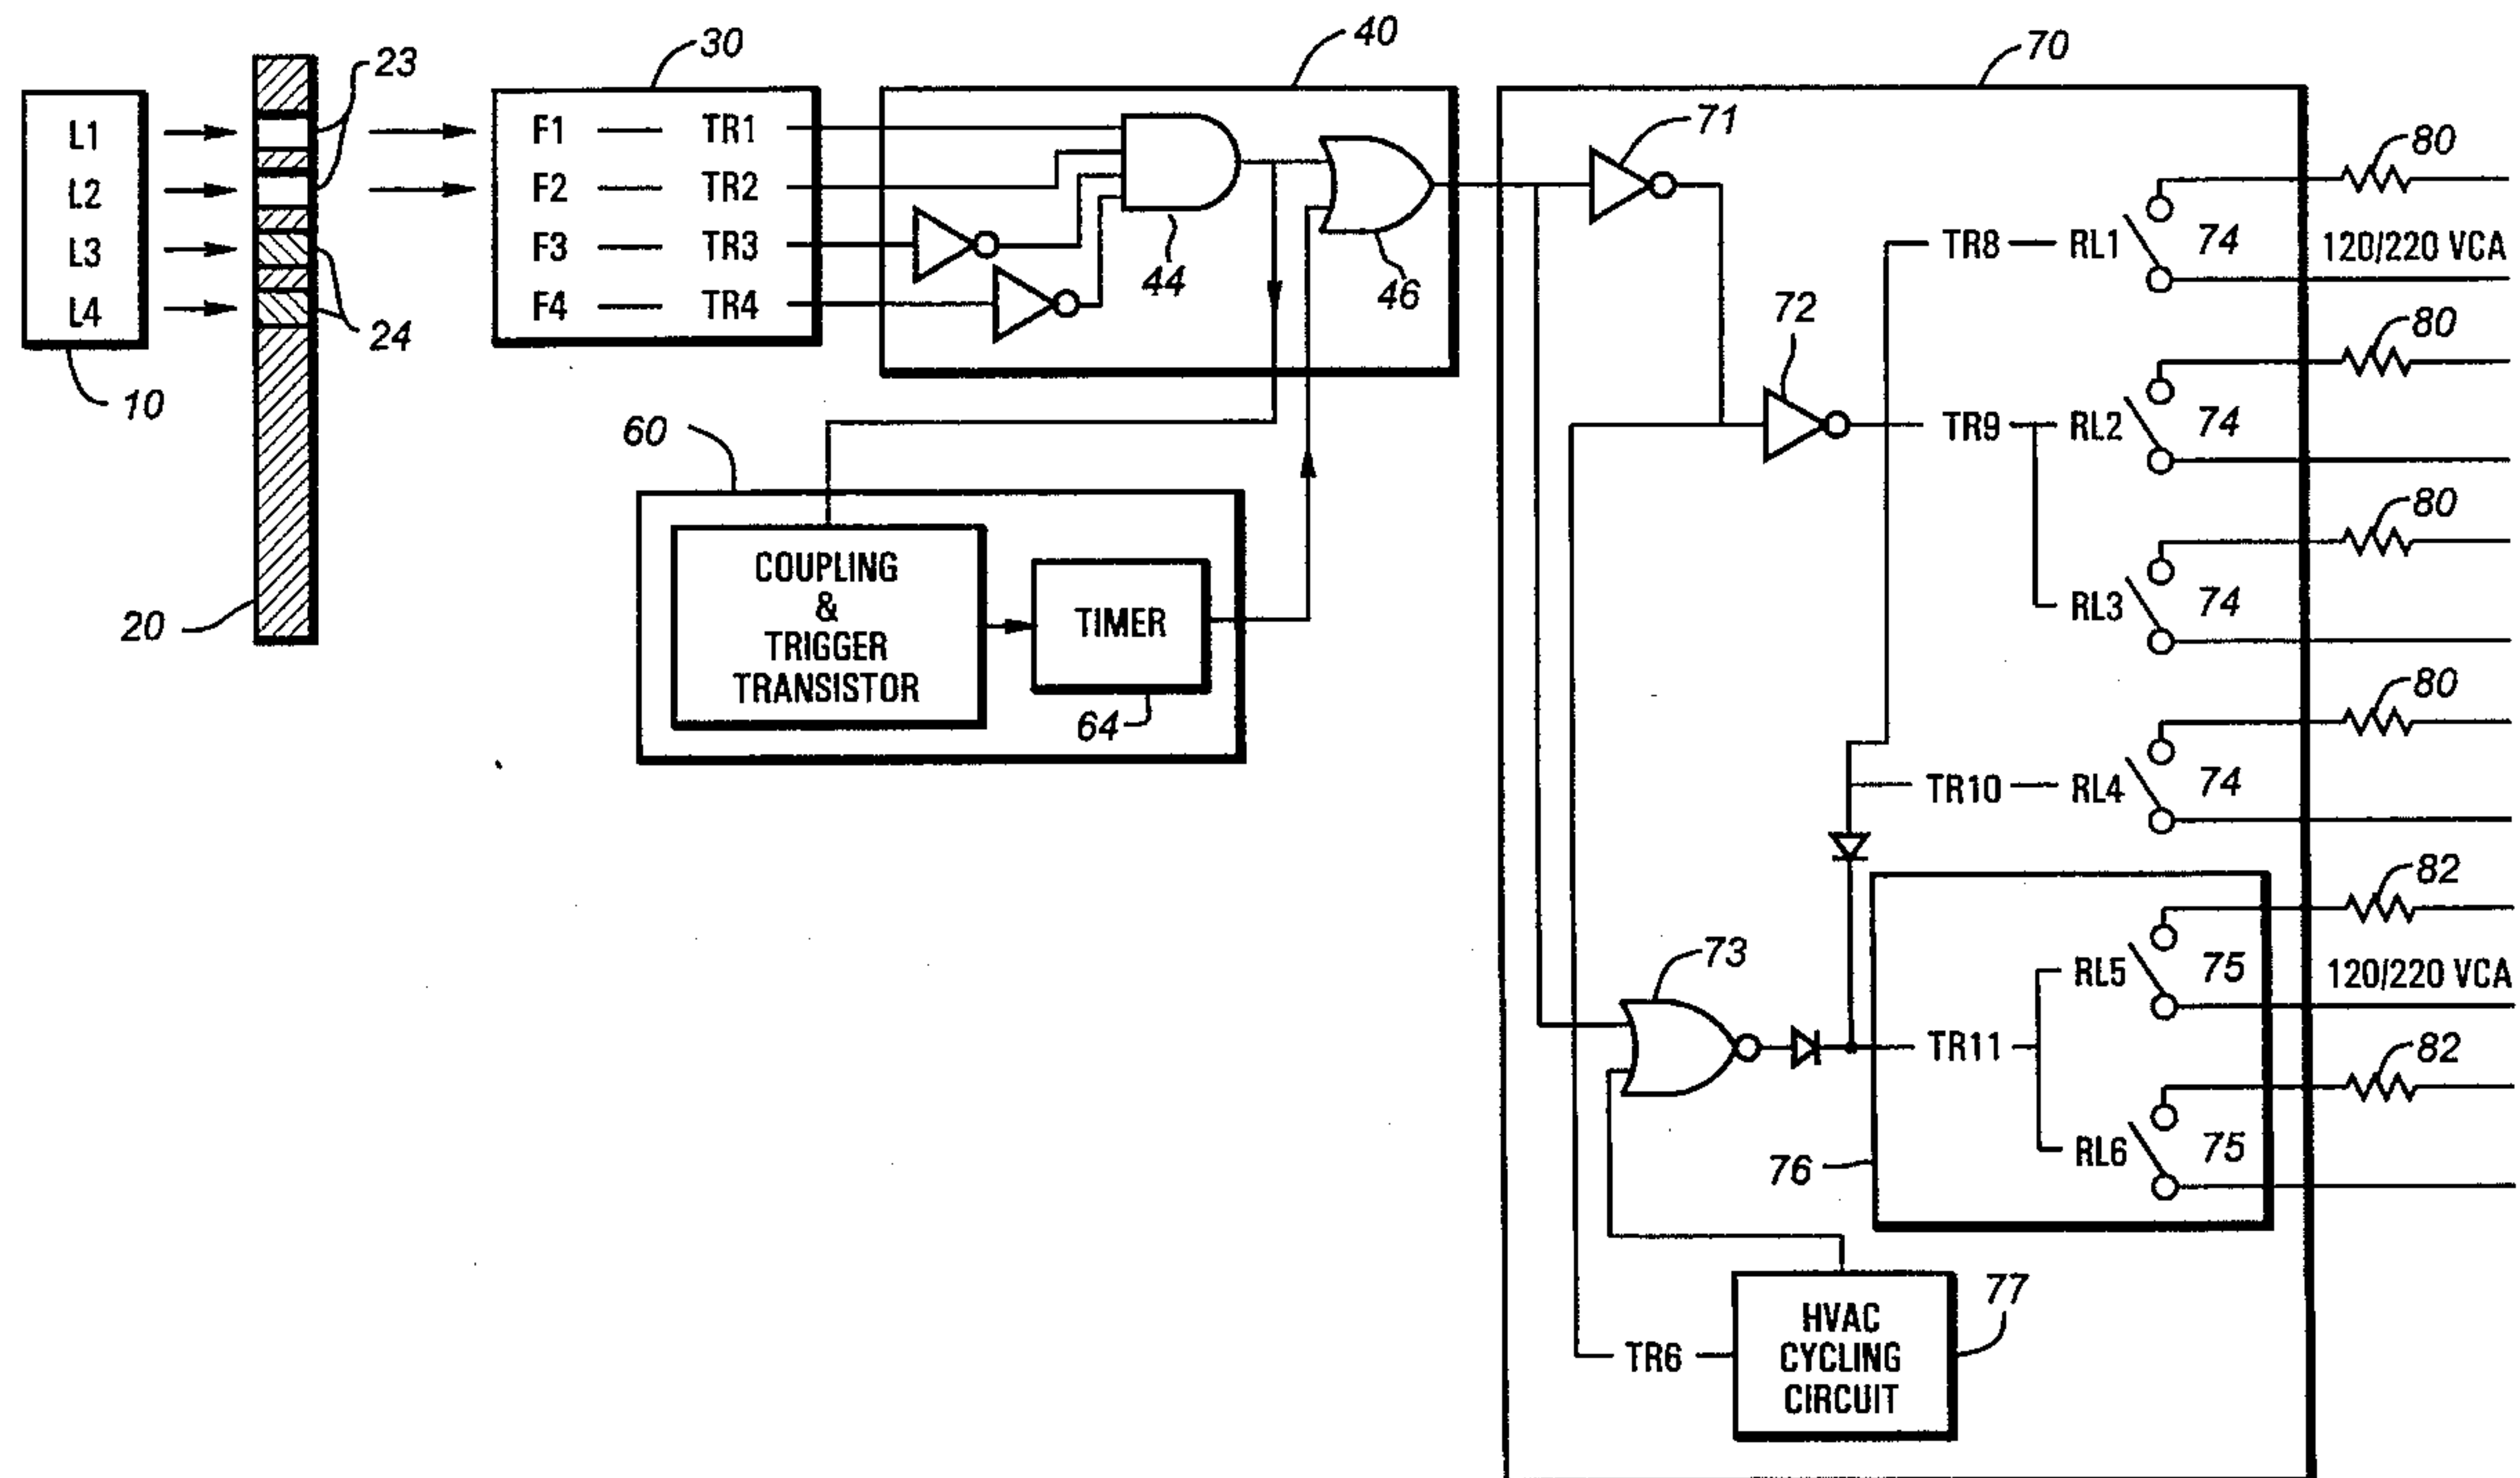 10
L1
L2
L3
L4
20
23
24
30
F1 TR1
F2 TR2
F3 TR3
F4 TR4
40
44
46
60
COUPLING
&
TRIGGER
TRANSISTOR
TIMER
64
70
71
72
73
TR8 RL1 74
TR9 RL2 74
RL3 74
TR10 RL4 74
TR11
RL5 75
RL6 75
76
TR6
HVAC
CYCLING
CIRCUIT
77
80
120/220 VCA
80
80
80
82
120/220 VCA
82